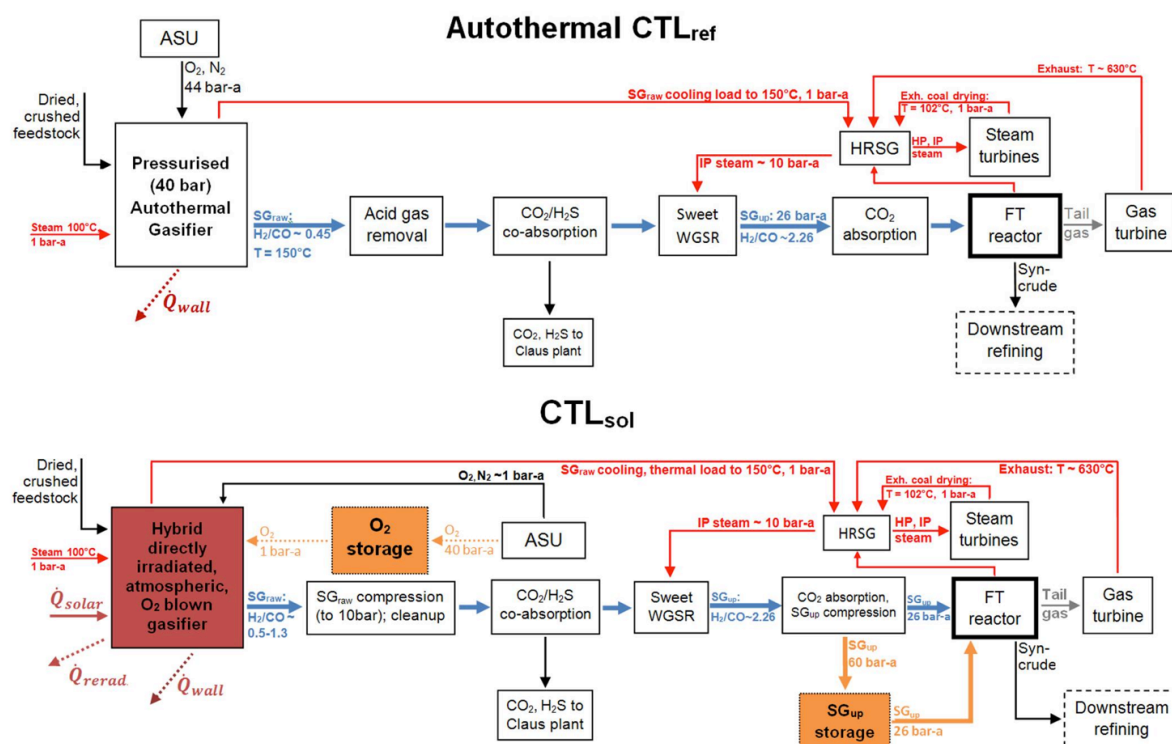 Autothermal CTLref
ASU
O₂, N₂
44 bar-a
Dried,
crushed
feedstock
Pressurised
(40 bar)
Autothermal
Gasifier
Steam 100°C
1 bar-a
Q̇wall
SGraw:
H₂/CO ~ 0.45
T = 150°C
SGraw cooling load to 150°C, 1 bar-a
Acid gas
removal
CO₂/H₂S
co-absorption
CO₂, H₂S to
Claus plant
IP steam ~ 10 bar-a
Sweet
WGSR
SGup: 26 bar-a
H₂/CO ~2.26
CO₂
absorption
HRSG
HP, IP
steam
Exh. coal drying:
T = 102°C, 1 bar-a
Steam
turbines
Exhaust: T ~ 630°C
FT
reactor
Tail
gas
Gas
turbine
Syn-
crude
Downstream
refining
CTLsol
Dried,
crushed
feedstock
Steam 100°C
1 bar-a
Q̇solar
Q̇rerad.
Q̇wall
Hybrid
directly
irradiated,
atmospheric,
O₂ blown
gasifier
SGraw cooling, thermal load to 150°C, 1 bar-a
O₂,N₂ ~1 bar-a
O₂
1 bar-a
O₂
storage
O₂
40 bar-a
ASU
SGraw:
H₂/CO ~
0.5-1.3
SGraw compression
(to 10bar); cleanup
CO₂/H₂S
co-absorption
CO₂, H₂S to
Claus plant
IP steam ~ 10 bar-a
Sweet
WGSR
SGup:
H₂/CO~2.26
CO₂ absorption,
SGup compression
HRSG
HP, IP
steam
Exh. coal drying:
T = 102°C, 1 bar-a
Steam
turbines
Exhaust: T ~ 630°C
SGup
26 bar-a
SGup
60 bar-a
SGup
storage
SGup
26 bar-a
FT
reactor
Tail
gas
Gas
turbine
Syn-
crude
Downstream
refining